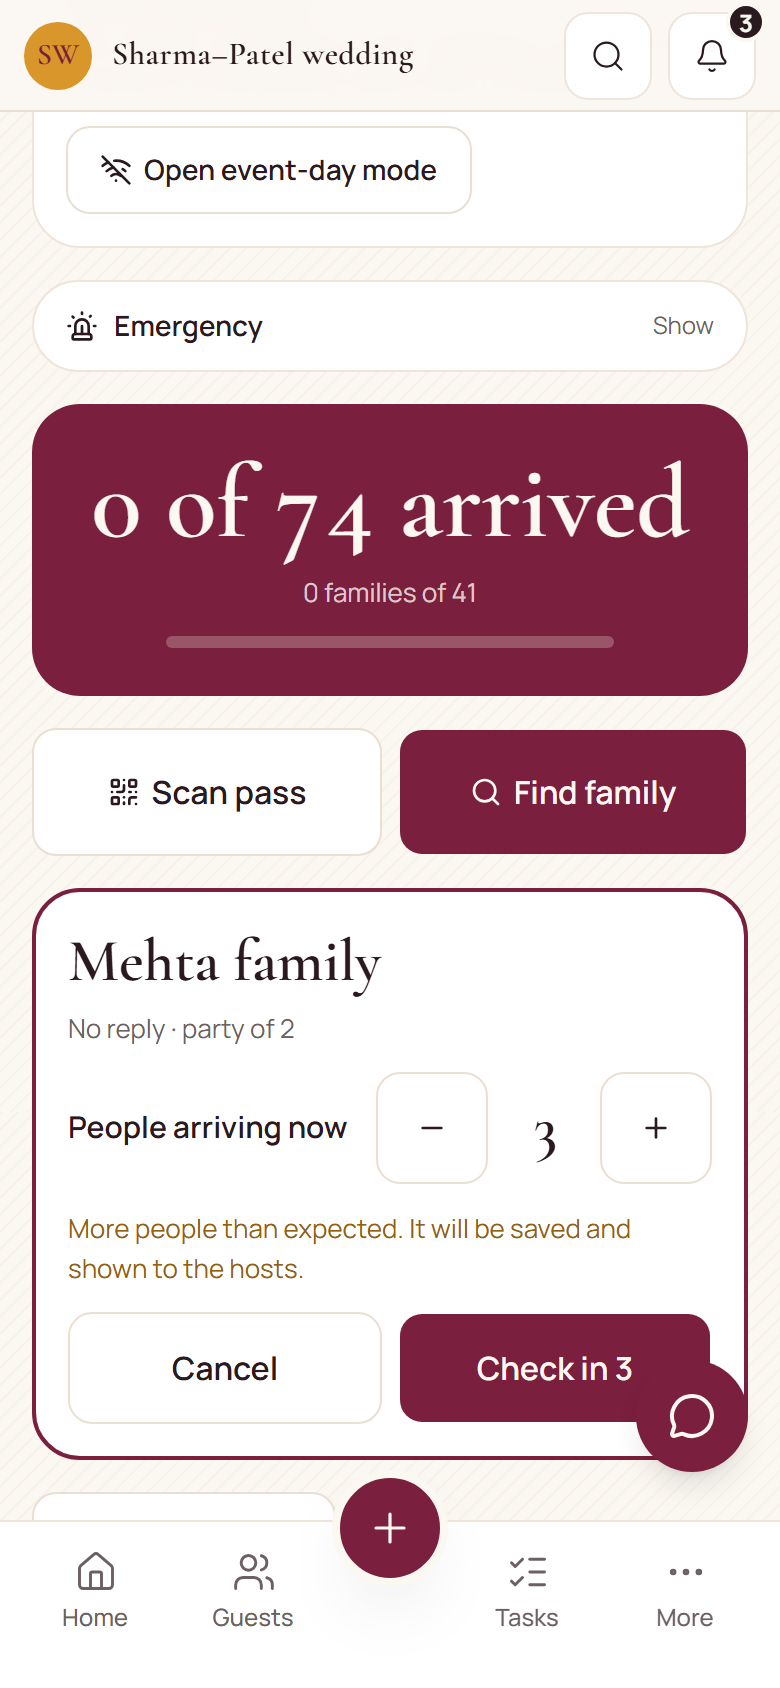 SW
Sharma–Patel wedding
3
Open event-day mode
Emergency
Show
0 of 74 arrived
0 families of 41
Scan pass
Find family
Mehta family
No reply · party of 2
People arriving now
−
3
+
More people than expected. It will be saved and
shown to the hosts.
Cancel
Check in 3
Home
Guests
Tasks
More